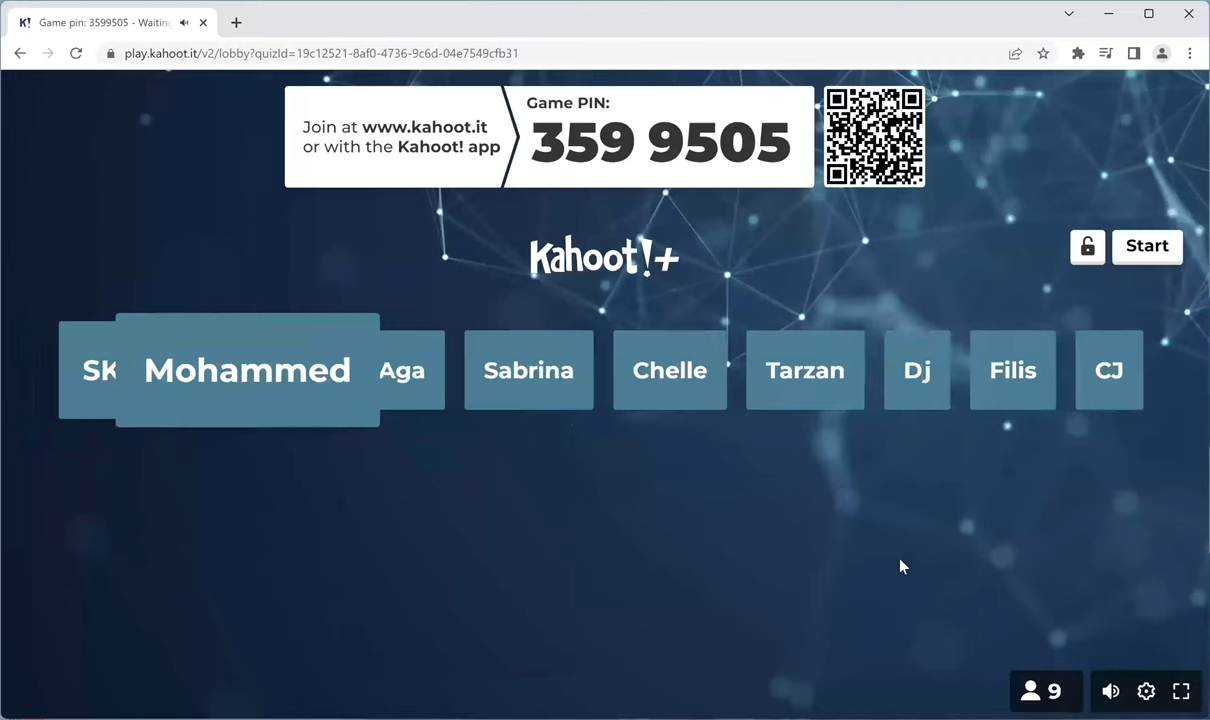 Game pin: 3599505 - Waitin
play.kahoot.it/v2/lobby?quizId=19c12521-8af0-4736-9c6d-04e7549cfb31
Join at www.kahoot.it
or with the Kahoot! app
Game PIN:
359 9505
Kahoot!+
Start
SK Mohammed Aga Sabrina Chelle Tarzan Dj Filis CJ
9